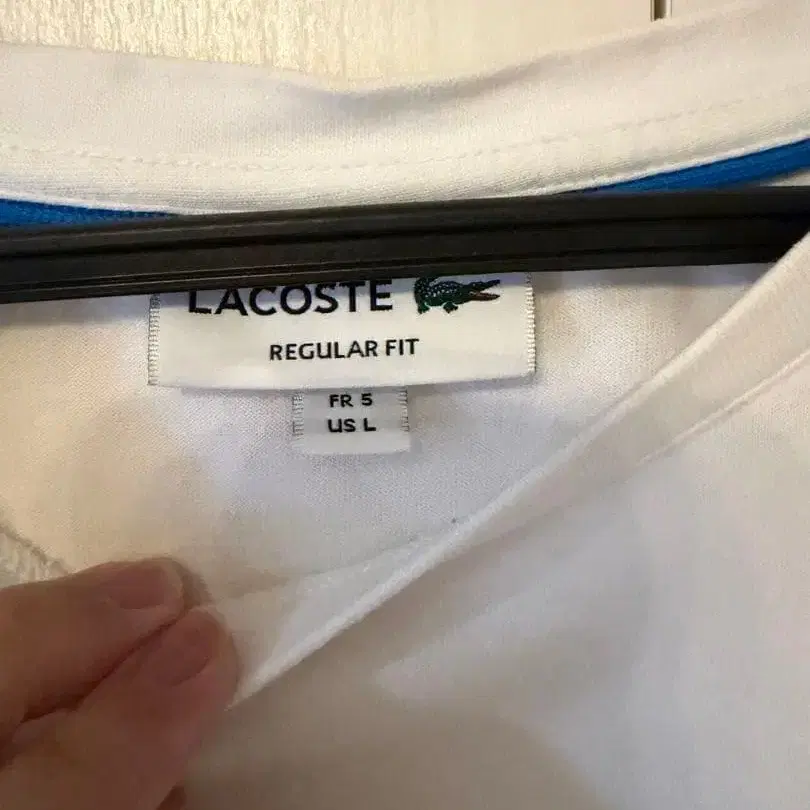 LACOSTE
REGULAR FIT
FR 5
US L